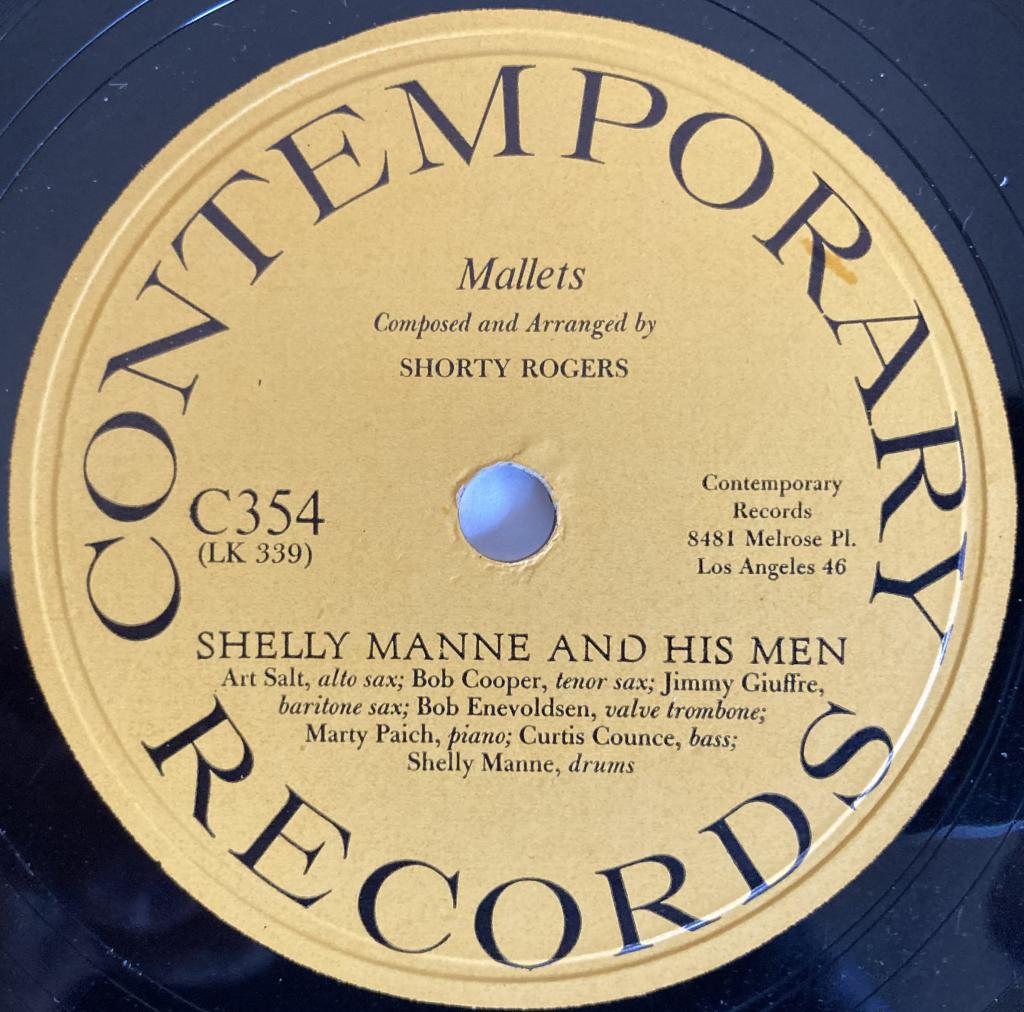 CONTEMPORARY
Mallets
Composed and Arranged by
SHORTY ROGERS
C354
(LK 339)
Contemporary
Records
8481 Melrose Pl.
Los Angeles 46
SHELLY MANNE AND HIS MEN
Art Salt, alto sax; Bob Cooper, tenor sax; Jimmy Giuffre,
baritone sax; Bob Enevoldsen, valve trombone;
Marty Paich, piano; Curtis Counce, bass;
Shelly Manne, drums
RECORDS